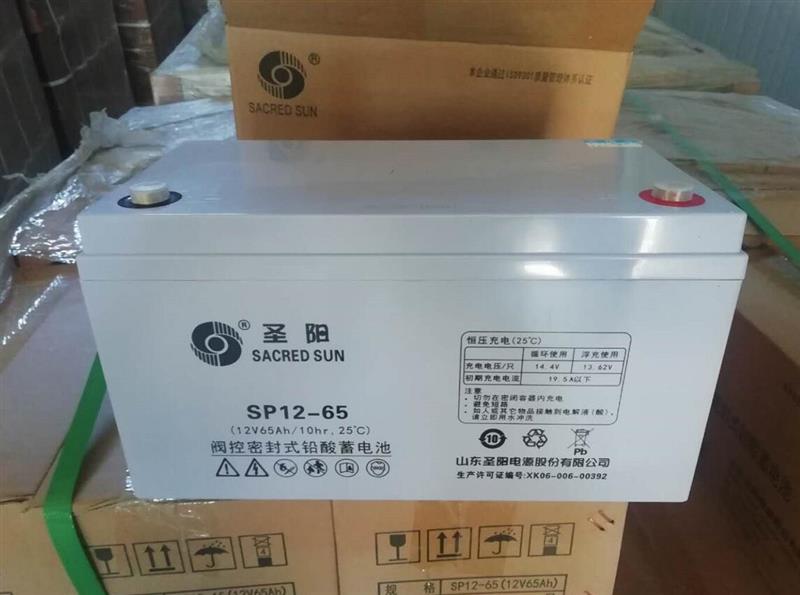 ®
SACRED SUN
本企业通过ISO9001质量管理体系认证
®
圣阳
SACRED SUN
SP12-65
(12V65Ah/10hr,25℃)
阀控密封式铅酸蓄电池
恒压充电(25℃)
循环使用 浮充使用
充电电压/只 14.4V 13.62V
初期充电电流 19.5A以下
注意
·切勿在密闭容器内充电
·避免短路
·如人或其它物品接触到电解液(酸),
请立即用水冲洗
10
Pb
山东圣阳电源股份有限公司
生产许可证编号:XK06-006-00392
4
4
规格 SP12-65(12V65Ah)